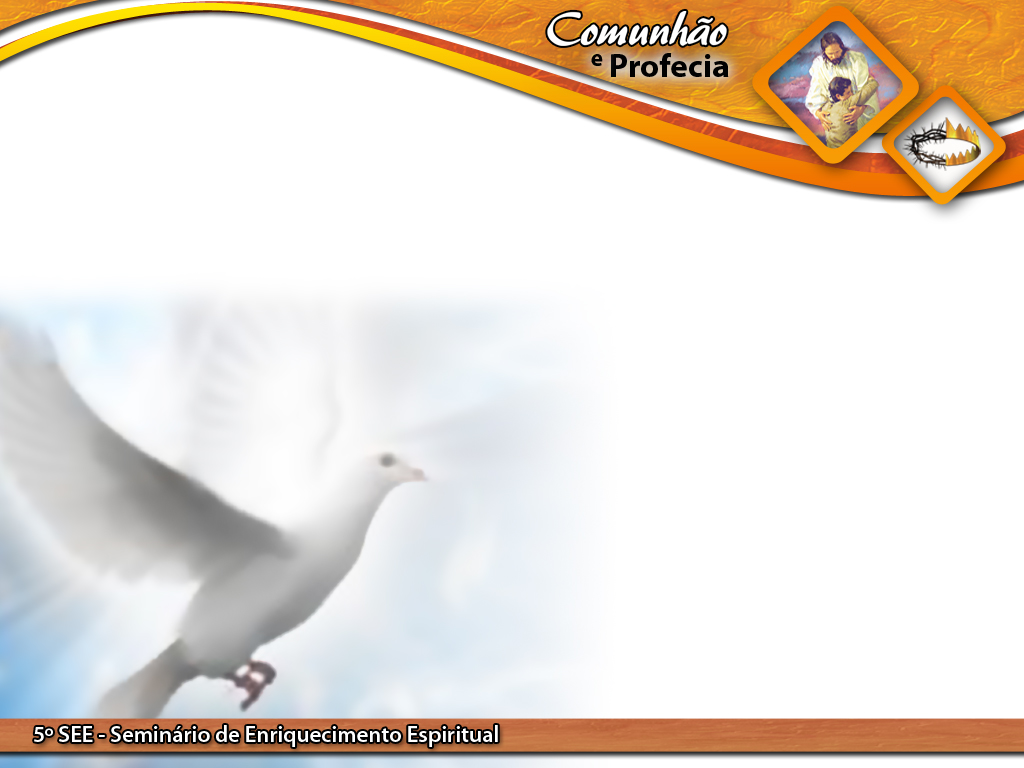 Comunhão
e Profecia
5º SEE - Seminário de Enriquecimento Espiritual